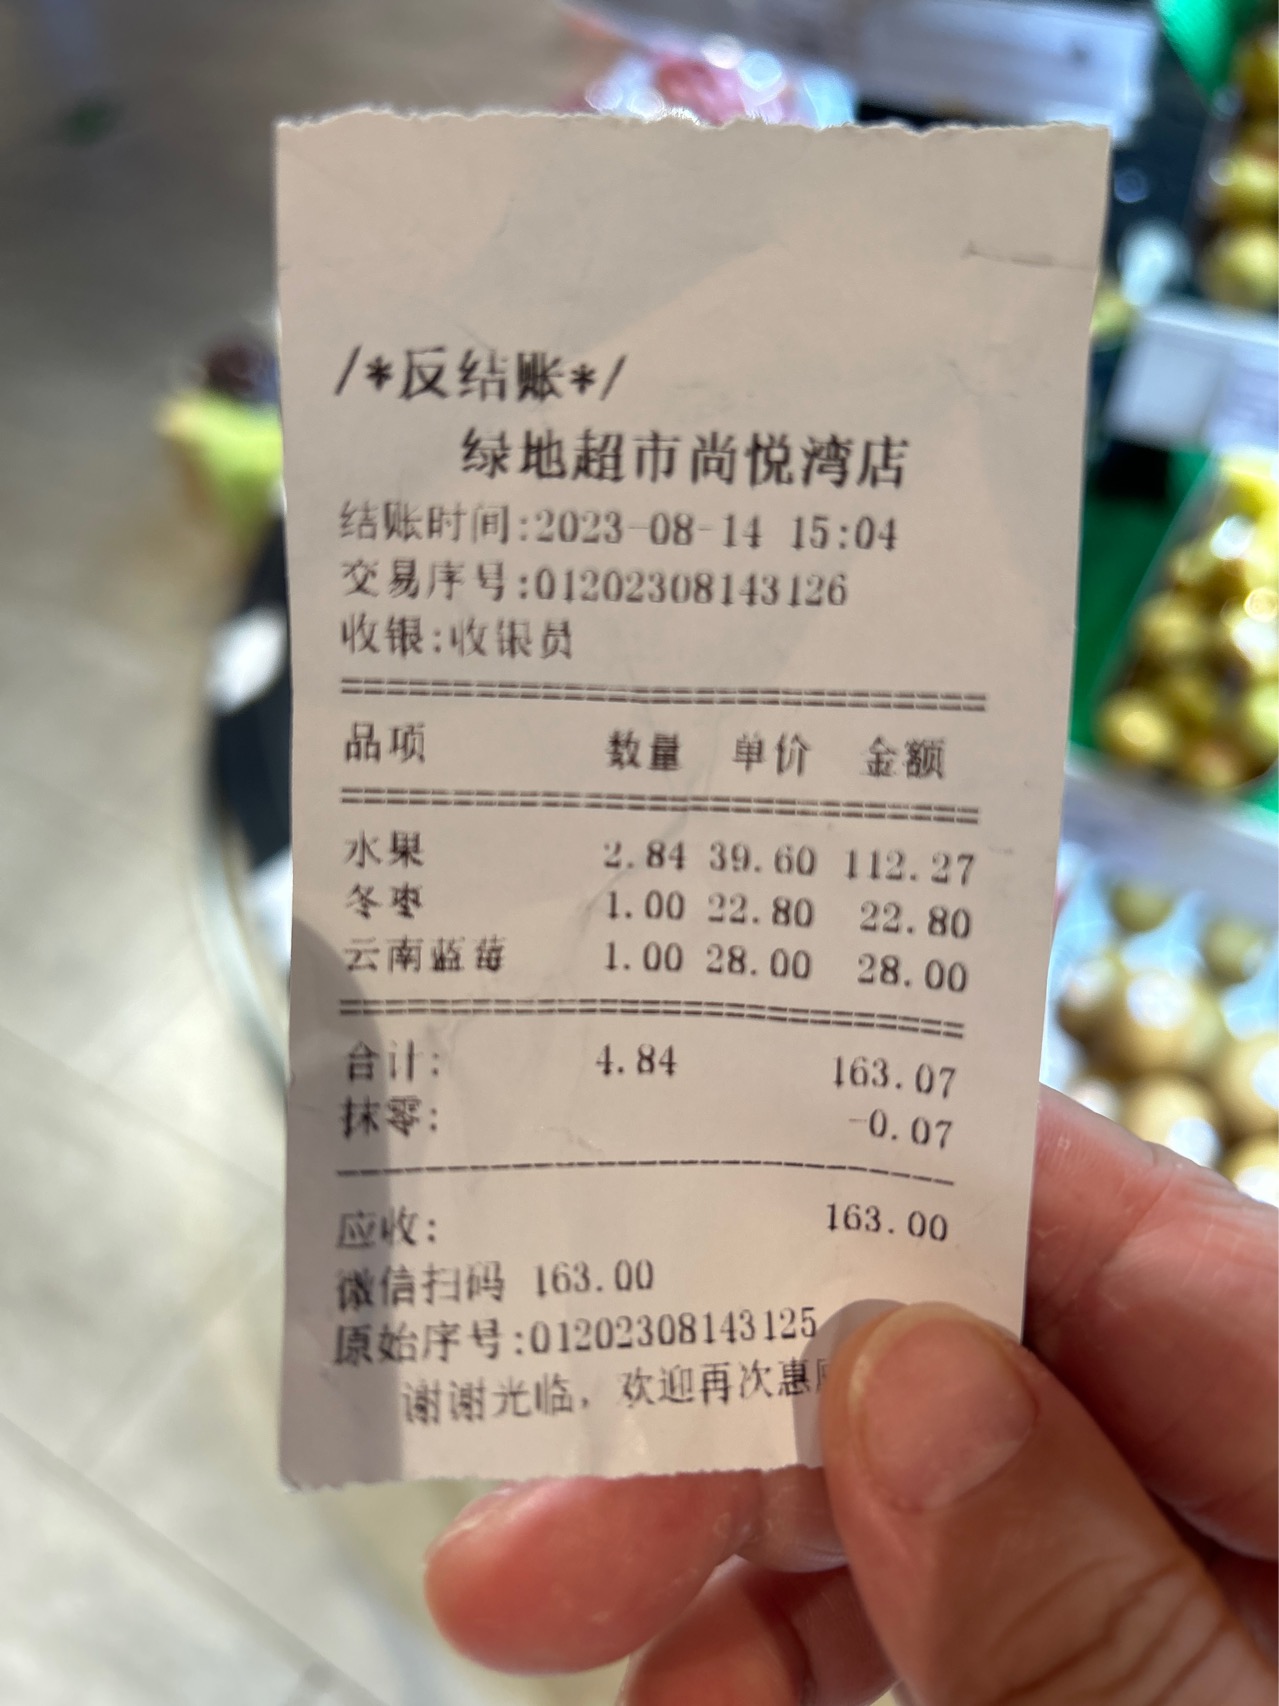 /*反结账*/
绿地超市尚悦湾店
结账时间:2023-08-14 15:04
交易序号:01202308143126
收银:收银员
品项 数量 单价 金额
水果 2.84 39.60 112.27
冬枣 1.00 22.80 22.80
云南蓝莓 1.00 28.00 28.00
合计: 4.84 163.07
抹零: -0.07
应收: 163.00
微信扫码 163.00
原始序号:01202308143125
谢谢光临，欢迎再次惠